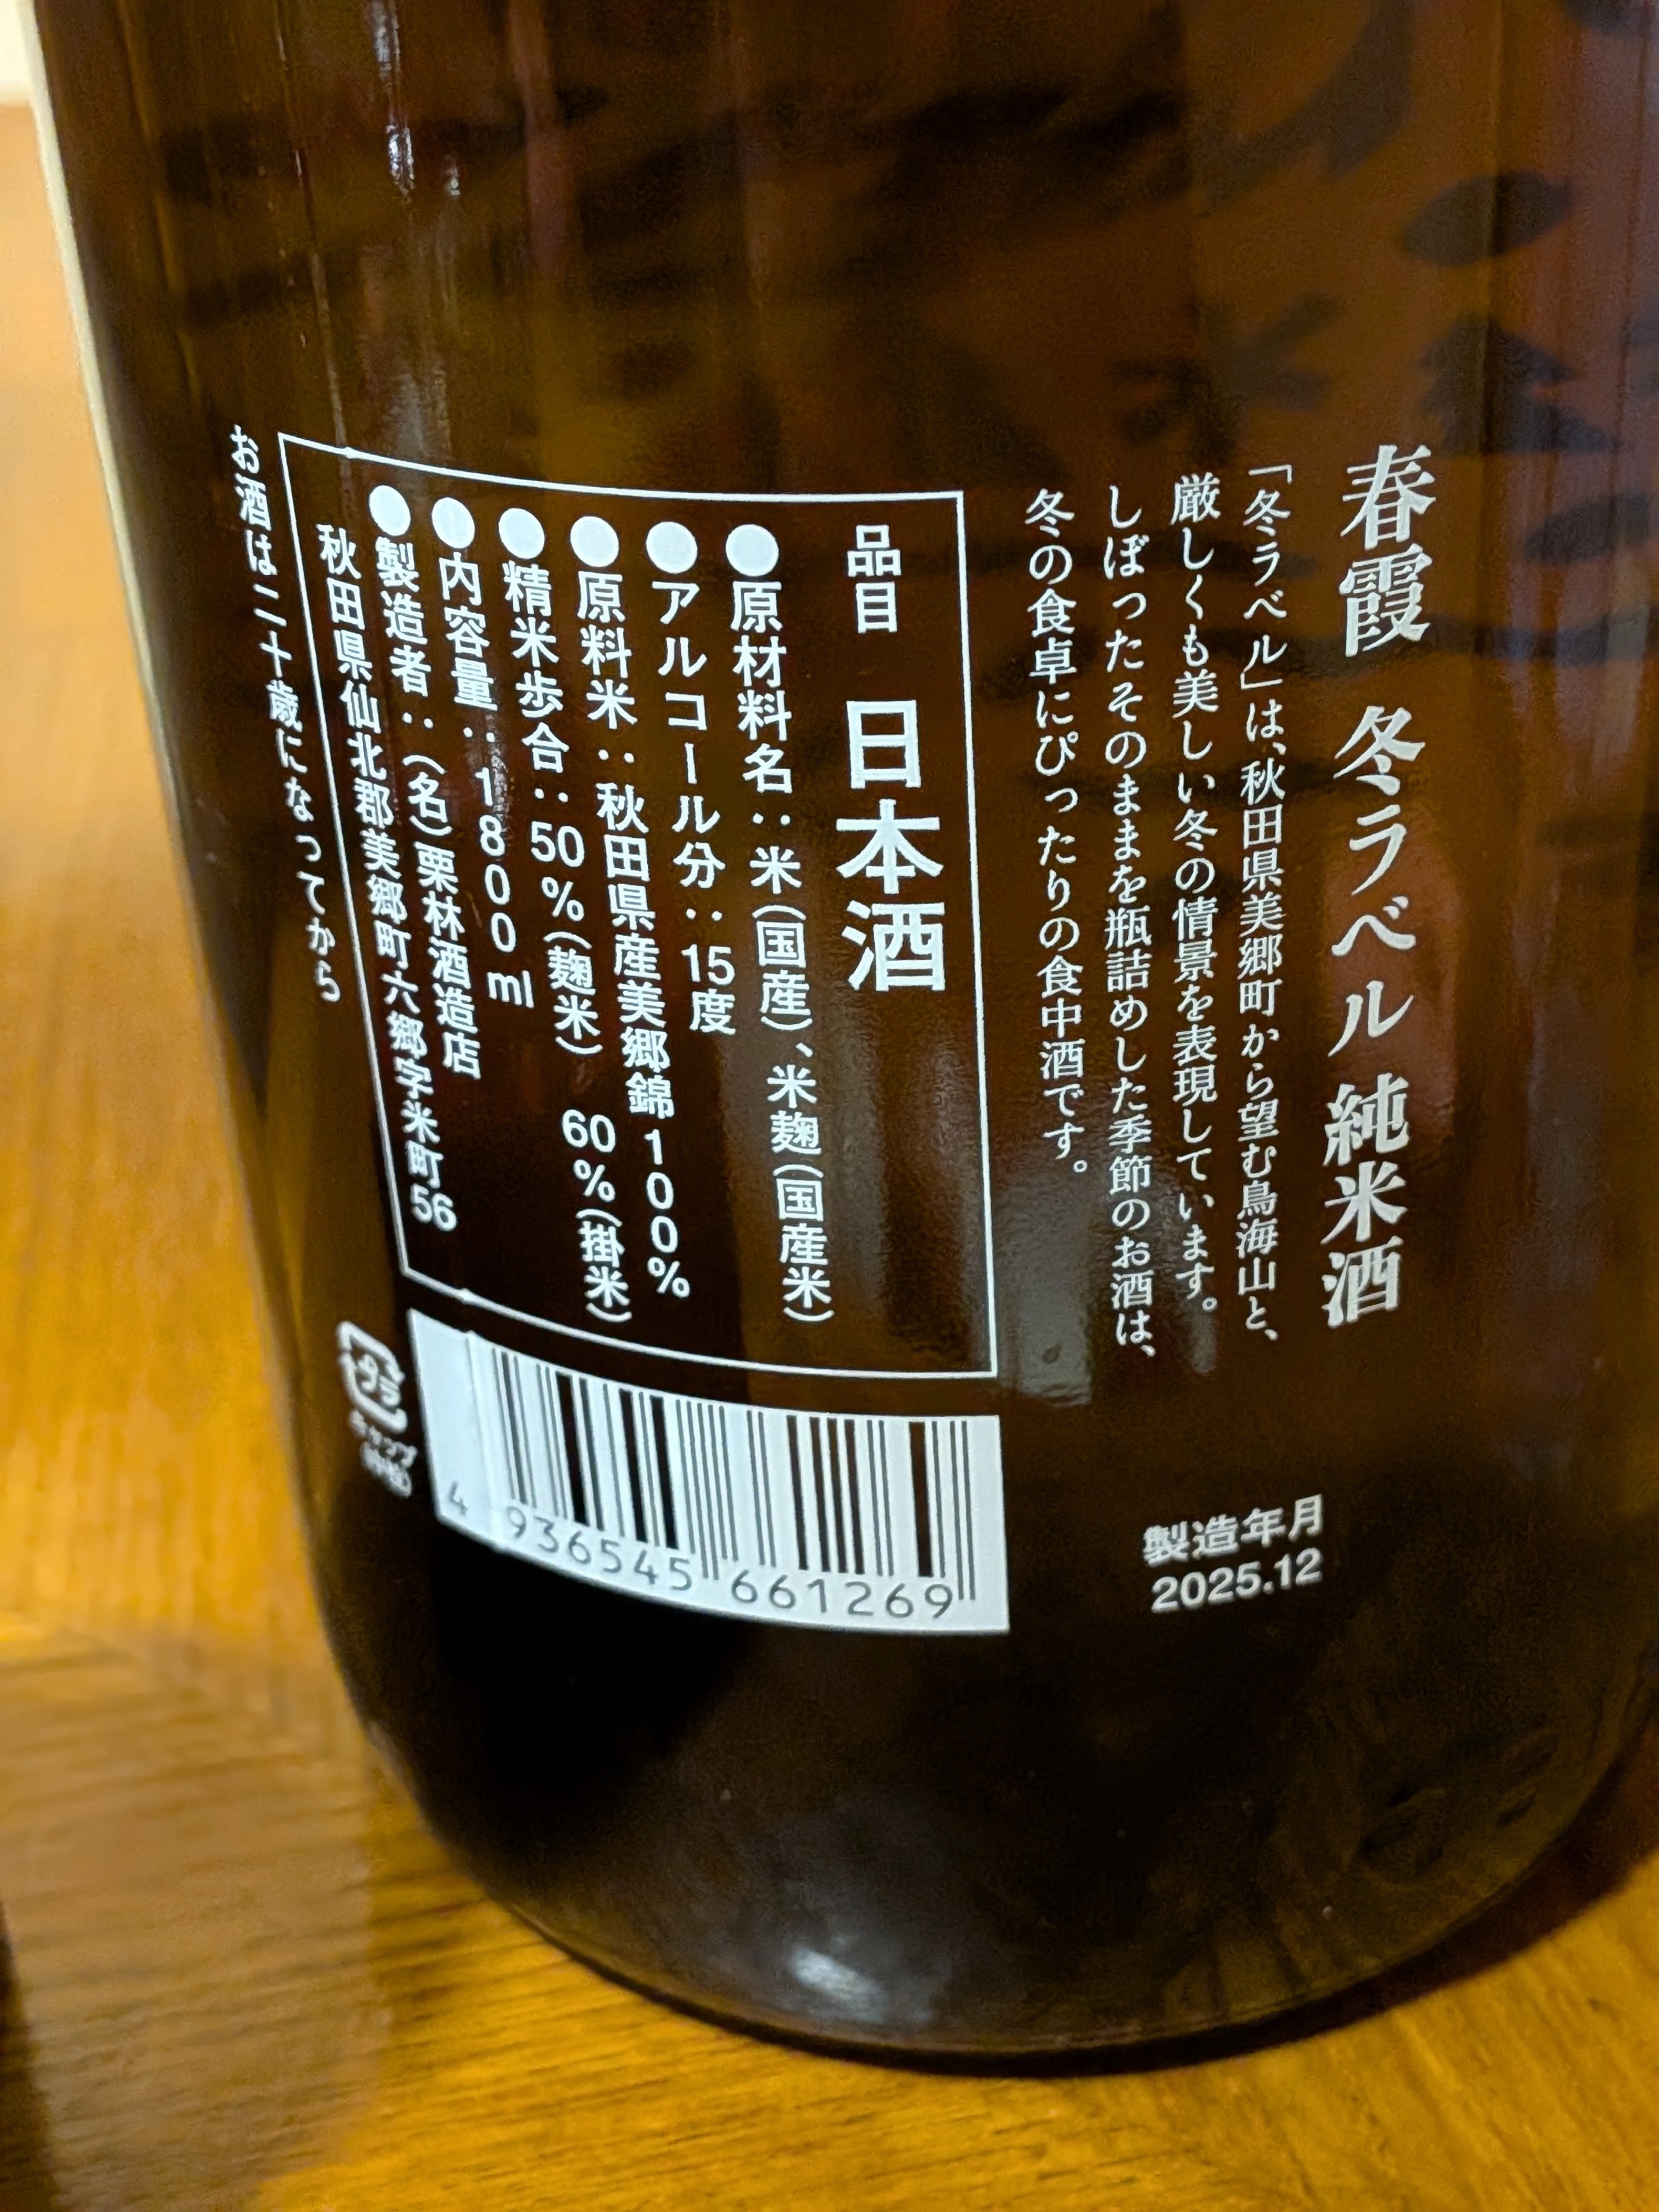 春霞 冬ラベル 純米酒
「冬ラベル」は、秋田県美郷町から望む鳥海山と、
厳しくも美しい冬の情景を表現しています。
しぼったそのままを瓶詰めした季節のお酒は、
冬の食卓にぴったりの食中酒です。
製造年月
2025.12
品目 日本酒
●原材料名：米（国産）、米麹（国産米）
●アルコール分：15度
●原料米：秋田県産美郷錦100%
●精米歩合：50%（麹米） 60%（掛米）
●内容量：1800ml
●製造者：（名）栗林酒造店
秋田県仙北郡美郷町六郷字米町56
お酒は二十歳になってから
4 936545 661269
プラ
キャップ